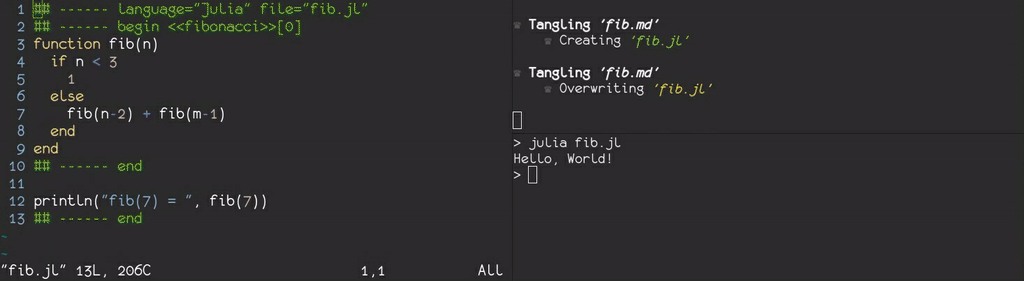 1 ## ------ language="Julia" file="fib.jl"
2 ## ------ begin <<fibonacci>>[0]
3 function fib(n)
4   if n < 3
5     1
6   else
7     fib(n-2) + fib(m-1)
8   end
9 end
10 ## ------ end
11
12 println("fib(7) = ", fib(7))
13 ## ------ end
~
~
"fib.jl" 13L, 206C 1,1 All
Tangling ‘fib.md’
Creating ‘fib.jl’
Tangling ‘fib.md’
Overwriting ‘fib.jl’
> julia fib.jl
Hello, World!
>